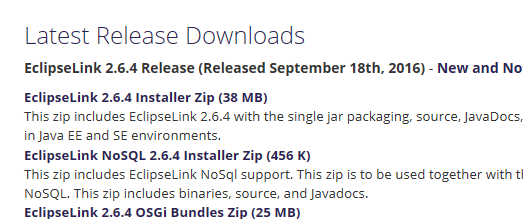 Latest Release Downloads
EclipseLink 2.6.4 Release (Released September 18th, 2016) - New and No
EclipseLink 2.6.4 Installer Zip (38 MB)
This zip includes EclipseLink 2.6.4 with the single jar packaging, source, JavaDocs,
in Java EE and SE environments.
EclipseLink NoSQL 2.6.4 Installer Zip (456 K)
This zip includes EclipseLink NoSql support. This zip is to be used together with th
NoSQL. This zip includes binaries, source, and Javadocs.
EclipseLink 2.6.4 OSGi Bundles Zip (25 MB)